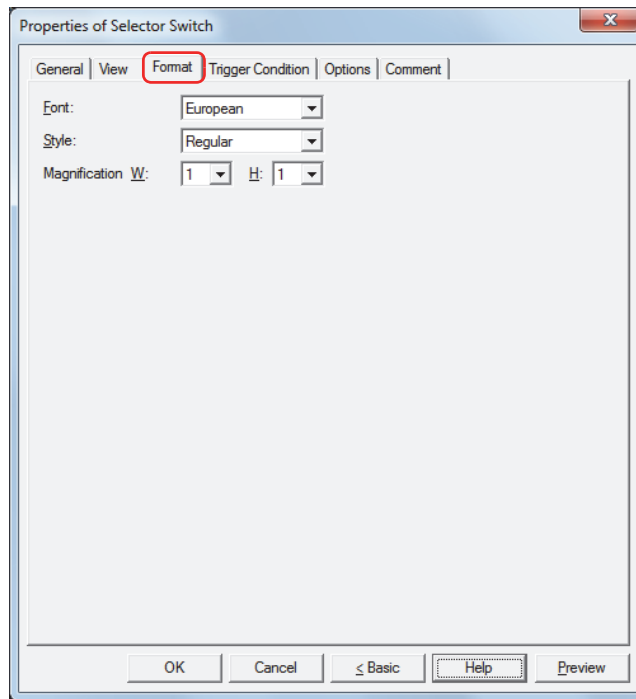 Properties of Selector Switch
General View Format Trigger Condition Options Comment
Font: European
Style: Regular
Magnification W: 1 H: 1
OK Cancel < Basic Help Preview